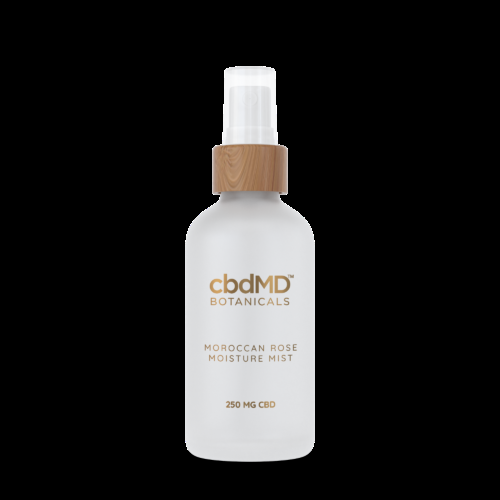 cbdMD™
BOTANICALS
MOROCCAN ROSE
MOISTURE MIST
250 MG CBD